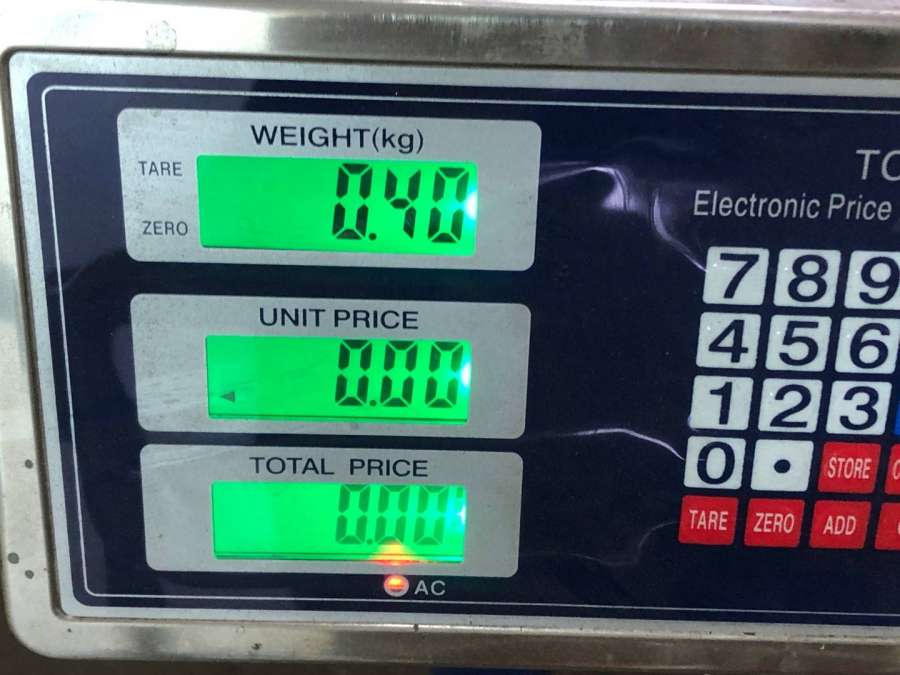 WEIGHT(kg)
TARE
0.40
ZERO
UNIT PRICE
0.00
TOTAL PRICE
0.00
AC
Electronic Price
7 8 9
4 5 6
1 2 3
0 . STORE
TARE ZERO ADD